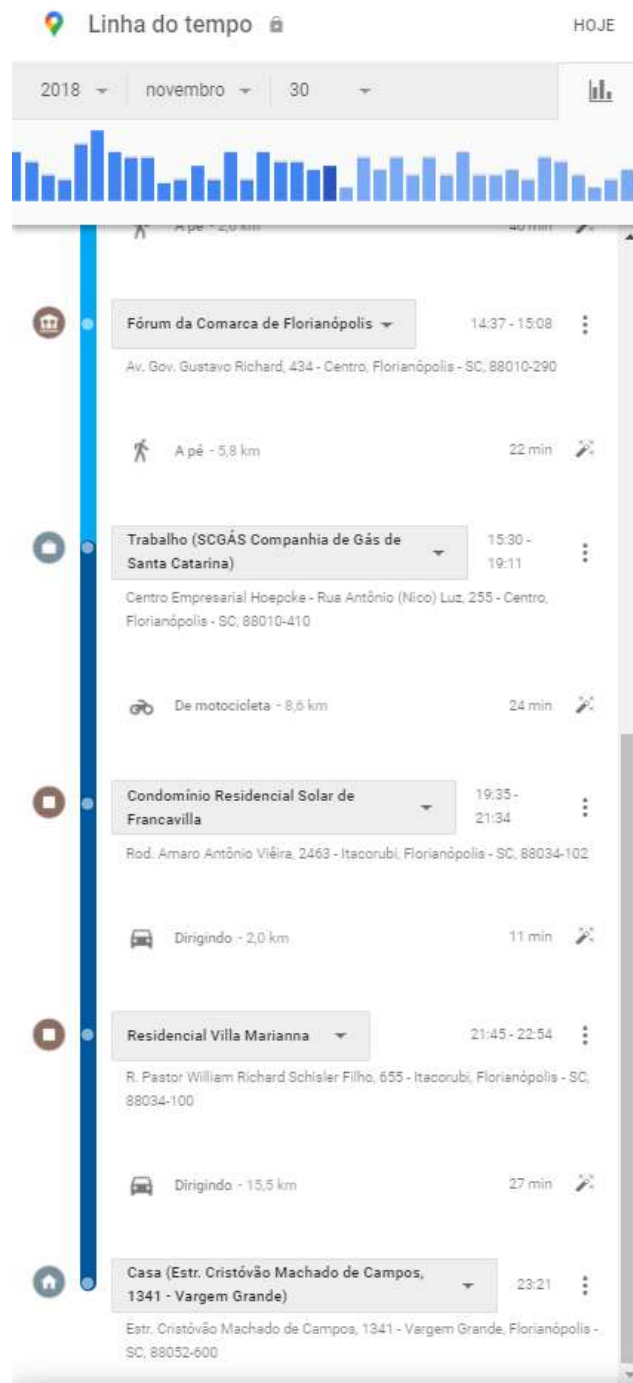 Linha do tempo
HOJE
2018 novembro 30
A pé - 2,0 km 40 min
Fórum da Comarca de Florianópolis 14:37 - 15:08
Av. Gov. Gustavo Richard, 434 - Centro, Florianópolis - SC, 88010-290
A pé - 5,8 km 22 min
Trabalho (SCGÁS Companhia de Gás de 15:30 -
Santa Catarina) 19:11
Centro Empresarial Hoepcke - Rua Antônio (Nico) Luz, 255 - Centro,
Florianópolis - SC, 88010-410
De motocicleta - 8,6 km 24 min
Condomínio Residencial Solar de 19:35 -
Francavilla 21:34
Rod. Amaro Antônio Viêira, 2463 - Itacorubi, Florianópolis - SC, 88034-102
Dirigindo - 2,0 km 11 min
Residencial Villa Marianna 21:45 - 22:54
R. Pastor William Richard Schisler Filho, 655 - Itacorubi, Florianópolis - SC,
88034-100
Dirigindo - 15,5 km 27 min
Casa (Estr. Cristóvão Machado de Campos, 23:21
1341 - Vargem Grande)
Estr. Cristóvão Machado de Campos, 1341 - Vargem Grande, Florianópolis -
SC, 88052-600